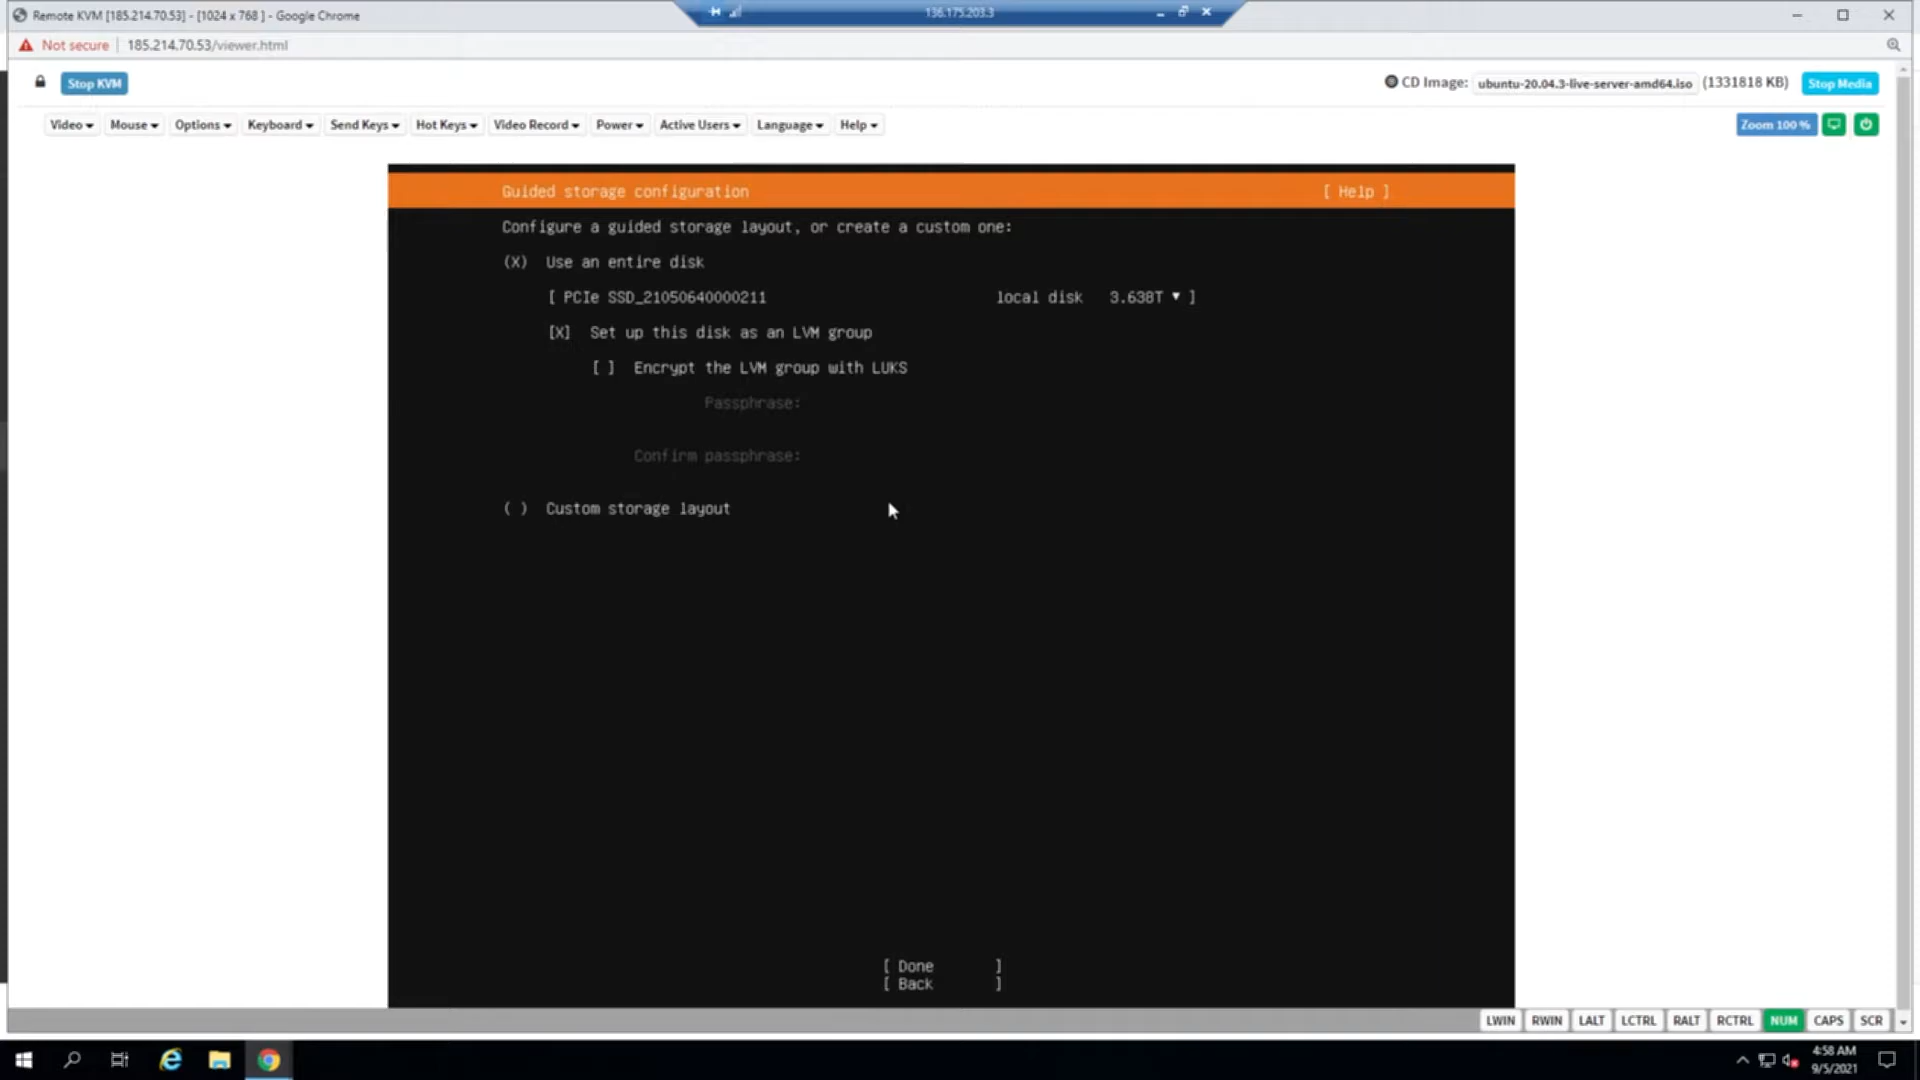 Remote KVM [185.214.70.53] - [1024 x 768 ] - Google Chrome
136.175.203.3
Not secure 185.214.70.53/viewer.html
Stop KVM
CD Image: ubuntu-20.04.3-live-server-amd64.iso (1331818 KB) Stop Media
Video Mouse Options Keyboard Send Keys Hot Keys Video Record Power Active Users Language Help Zoom 100 %
Guided storage configuration [ Help ]
Configure a guided storage layout, or create a custom one:
(X) Use an entire disk
[ PCIe SSD_21050640000211 local disk 3.638T ▾ ]
[X] Set up this disk as an LVM group
[ ] Encrypt the LVM group with LUKS
Passphrase:
Confirm passphrase:
( ) Custom storage layout
[ Done ]
[ Back ]
LWIN RWIN LALT LCTRL RALT RCTRL NUM CAPS SCR
4:58 AM
9/5/2021